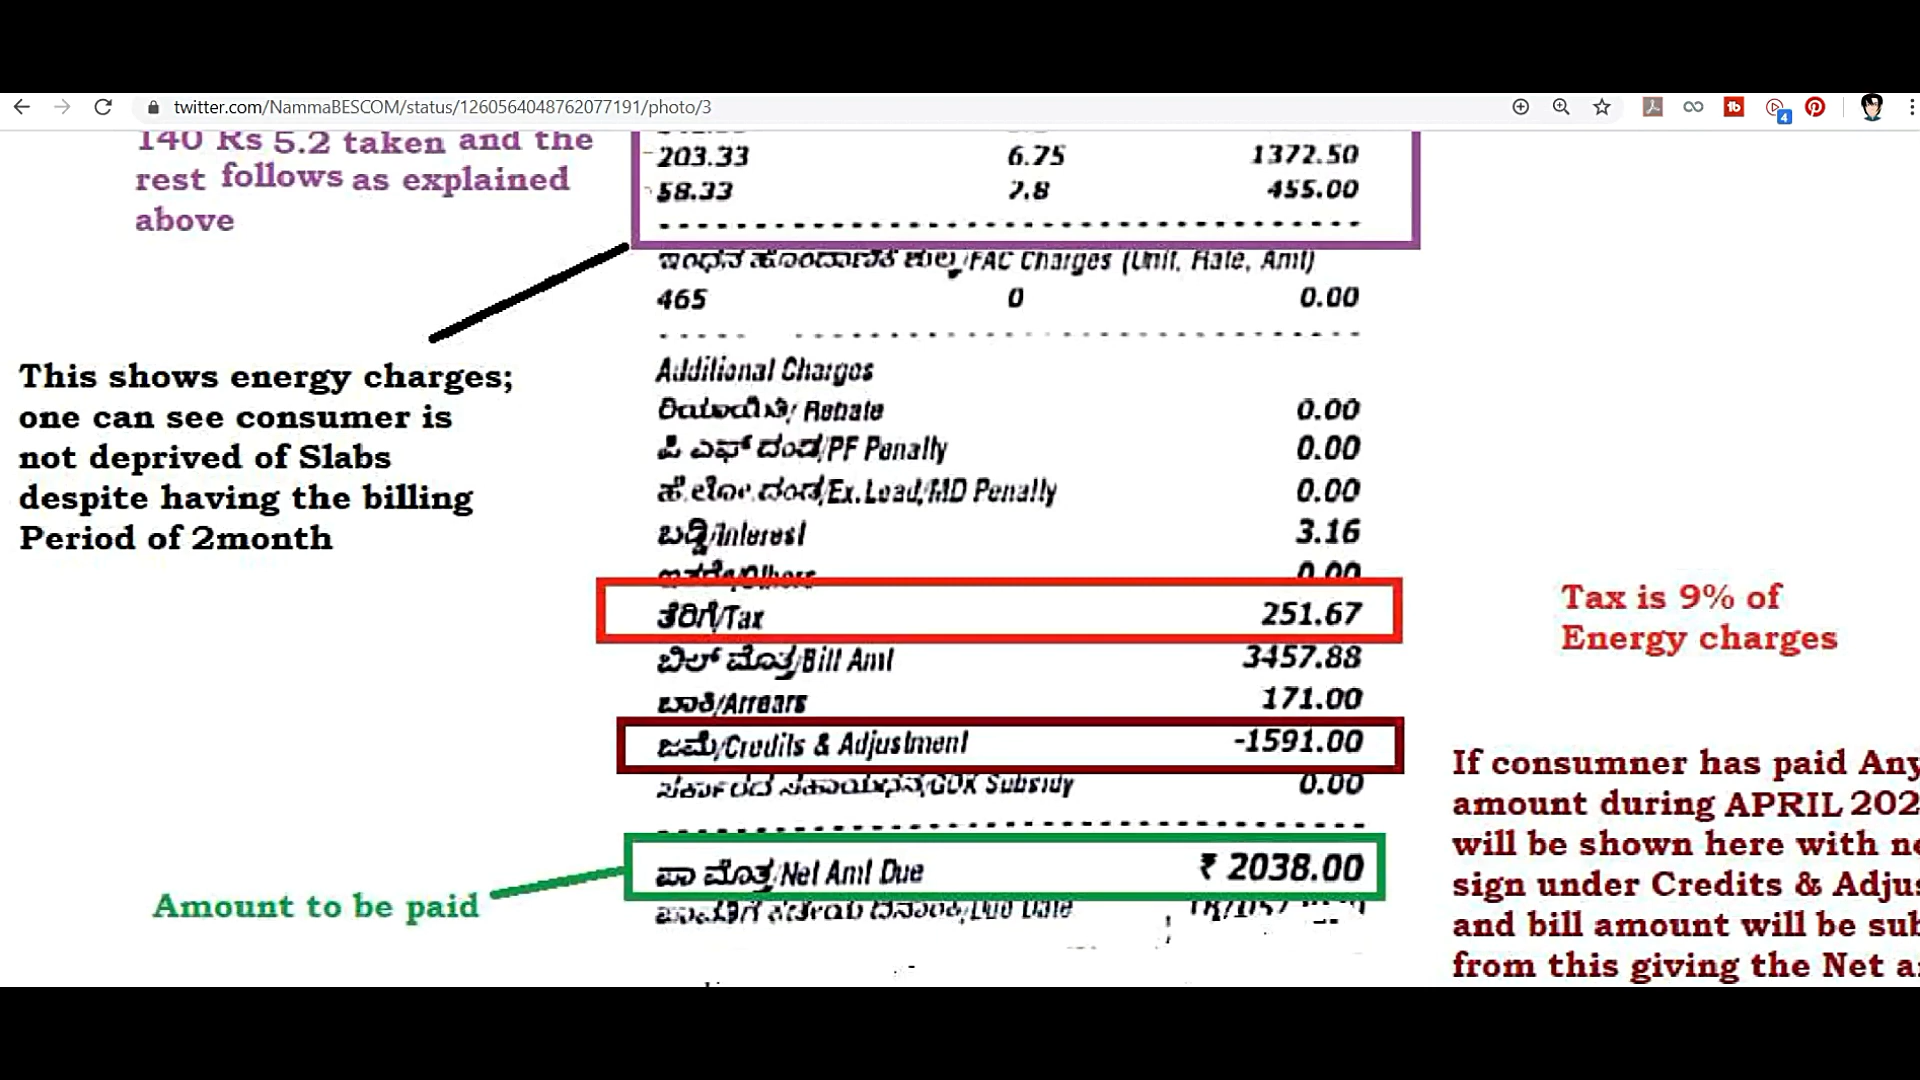 twitter.com/NammaBESCOM/status/1260564048762077191/photo/3
4
140 Rs 5.2 taken and the
rest follows as explained
above
203.33 6.75 1372.50
58.33 7.8 455.00
ಇಂಧನ ಹೊಂದಾಣಿಕೆ ಶುಲ್ಕ/FAC Charges (Unit, Rate, Amt)
465 0 0.00
This shows energy charges;
one can see consumer is
not deprived of Slabs
despite having the billing
Period of 2month
Additional Charges
ರಿಯಾಯಿತಿ/ Rebate 0.00
ಪಿ ಎಫ್ ದಂಡ/PF Penalty 0.00
ಹೆ.ಲೋ.ದಂಡ/Ex.Load/MD Penalty 0.00
ಬಡ್ಡಿ/Interest 3.16
ಇತರೆ/Others 0.00
ತೆರಿಗೆ/Tax 251.67
Tax is 9% of
Energy charges
ಬಿಲ್ ಮೊತ್ತ/Bill Amt 3457.88
ಬಾಕಿ/Arrears 171.00
ಜಮೆ/Credits & Adjustment -1591.00
GOK Subsidy 0.00
If consumner has paid Any
amount during APRIL 202
will be shown here with ne
sign under Credits & Adjus
and bill amount will be sub
from this giving the Net a
ಮೊತ್ತ/Net Amt Due ₹ 2038.00
Amount to be paid
Due Date